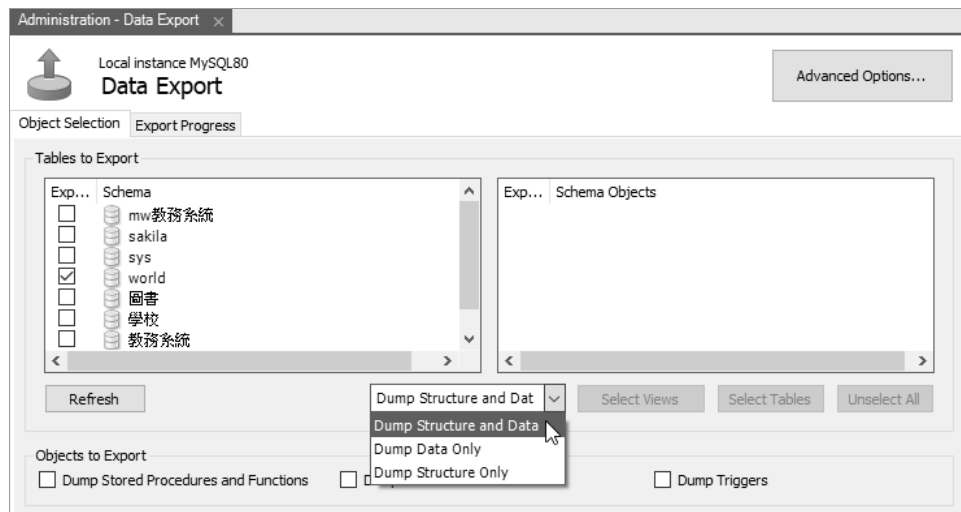 Administration - Data Export ×
Local instance MySQL80
Data Export
Advanced Options...
Object Selection
Export Progress
Tables to Export
Exp... Schema
mw教務系統
sakila
sys
world
圖書
學校
教務系統
Exp... Schema Objects
Refresh
Dump Structure and Dat
Select Views
Select Tables
Unselect All
Dump Structure and Data
Dump Data Only
Dump Structure Only
Objects to Export
Dump Stored Procedures and Functions
Dump Triggers